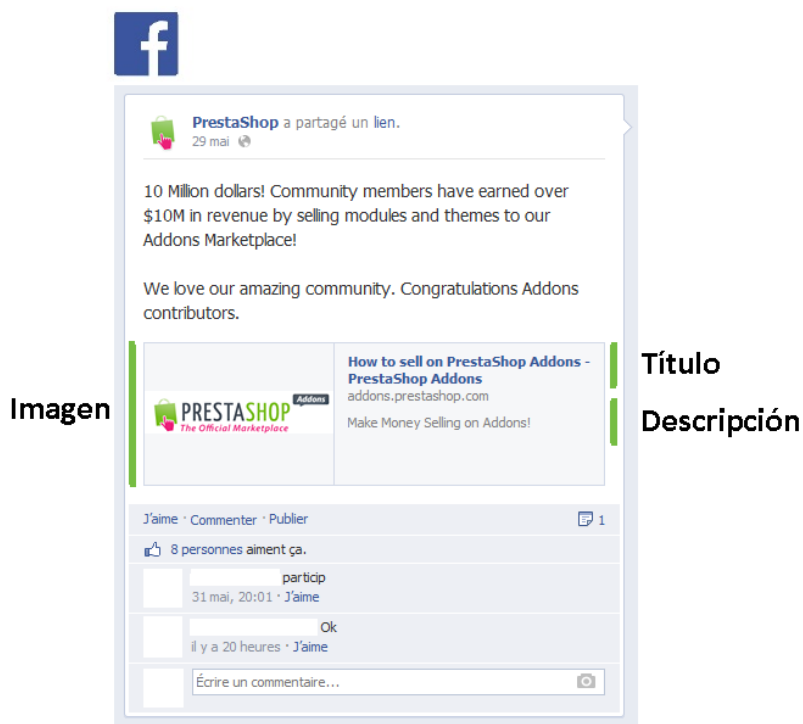 f
PrestaShop a partagé un lien.
29 mai
10 Million dollars! Community members have earned over
$10M in revenue by selling modules and themes to our
Addons Marketplace!
We love our amazing community. Congratulations Addons
contributors.
Imagen
PRESTASHOP Addons
The Official Marketplace
How to sell on PrestaShop Addons -
PrestaShop Addons
addons.prestashop.com
Make Money Selling on Addons!
Título
Descripción
J'aime · Commenter · Publier 1
8 personnes aiment ça.
particip
31 mai, 20:01 · J'aime
Ok
il y a 20 heures · J'aime
Écrire un commentaire...